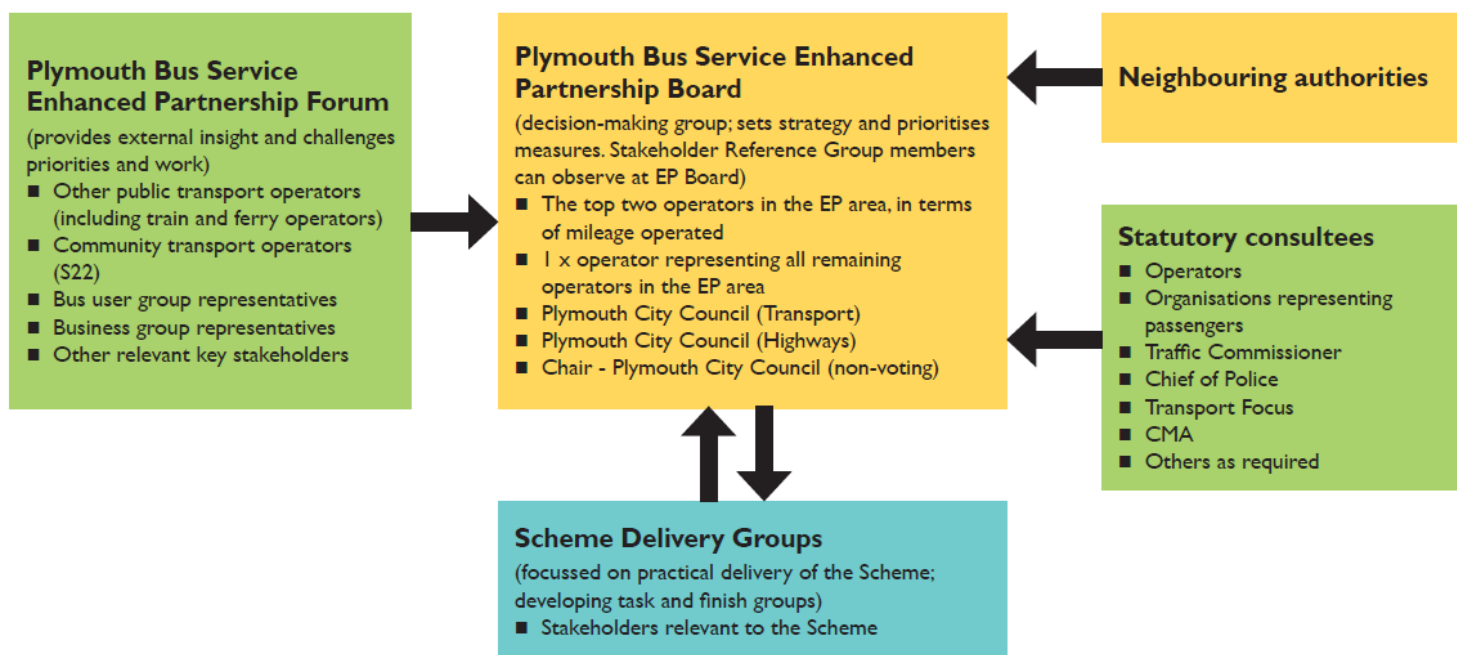 Plymouth Bus Service
Enhanced Partnership Forum
(provides external insight and challenges
priorities and work)
■ Other public transport operators
(including train and ferry operators)
■ Community transport operators
(S22)
■ Bus user group representatives
■ Business group representatives
■ Other relevant key stakeholders
Plymouth Bus Service Enhanced
Partnership Board
(decision-making group; sets strategy and prioritises
measures. Stakeholder Reference Group members
can observe at EP Board)
■ The top two operators in the EP area, in terms
of mileage operated
■ 1 x operator representing all remaining
operators in the EP area
■ Plymouth City Council (Transport)
■ Plymouth City Council (Highways)
■ Chair - Plymouth City Council (non-voting)
Neighbouring authorities
Statutory consultees
■ Operators
■ Organisations representing
passengers
■ Traffic Commissioner
■ Chief of Police
■ Transport Focus
■ CMA
■ Others as required
Scheme Delivery Groups
(focussed on practical delivery of the Scheme;
developing task and finish groups)
■ Stakeholders relevant to the Scheme